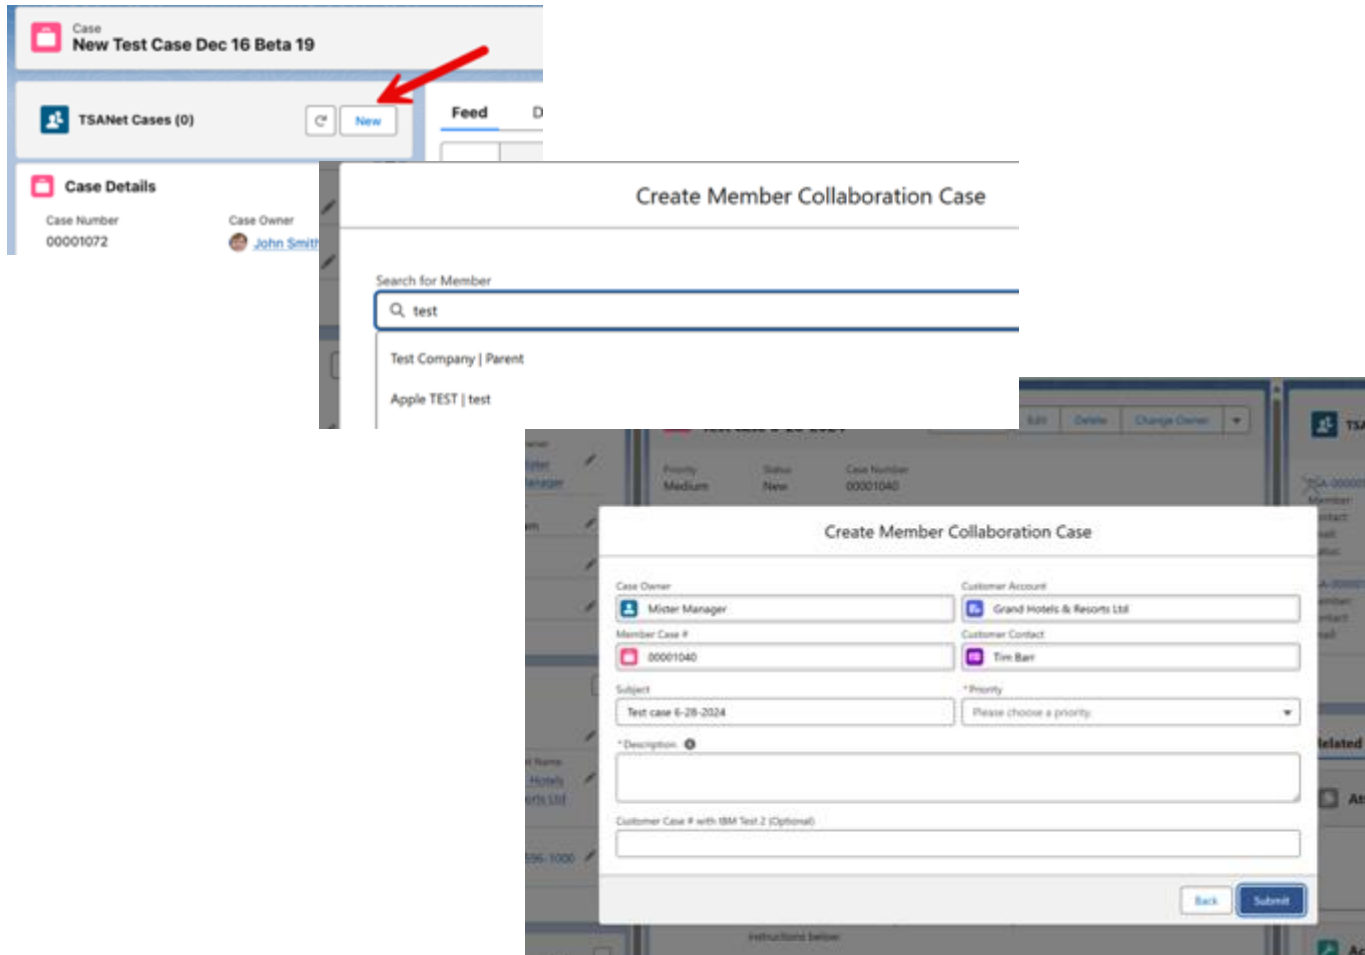 Case
New Test Case Dec 16 Beta 19
TSANet Cases (0)
New
Feed
D
Case Details
Case Number
Case Owner
00001072
John Smith
Create Member Collaboration Case
Search for Member
test
Test Company | Parent
Apple TEST | test
Edit
Delete
Change Owner
Priority
Status
Case Number
Medium
New
00001040
Create Member Collaboration Case
Case Owner
Customer Account
Mister Manager
Grand Hotels & Resorts Ltd
Member Case #
Customer Contact
00001040
Tim Barr
Subject
*Priority
Test case 6-28-2024
Please choose a priority.
*Description
Customer Case # with IBM Test 2 (Optional)
Back
Submit
Instructions below: